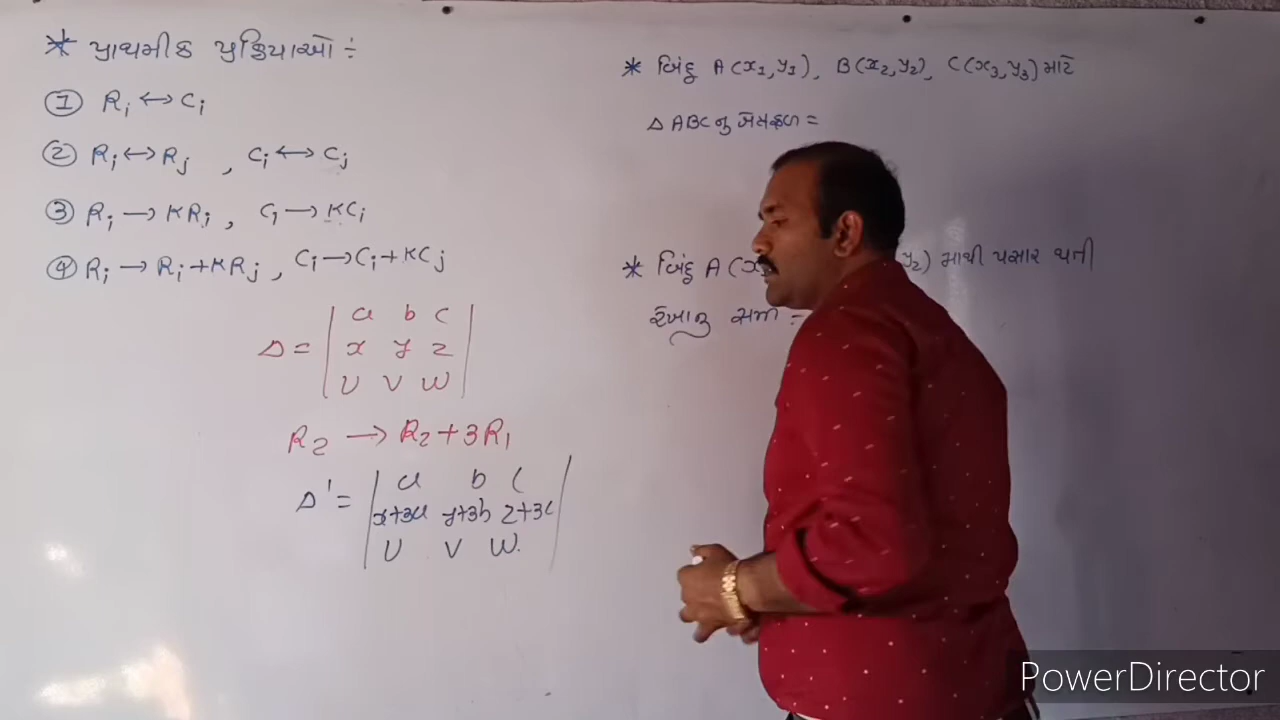 * પ્રાથમીક પ્રક્રિયાઓ ÷
① Ri ↔ Ci
② Ri ↔ Rj , Ci ↔ Cj
③ Ri → KRi , Ci → KCi
④ Ri → Ri + KRj , Ci → Ci + KCj
Δ = | a b c |
| x y z |
| U V W |
R2 → R2 + 3R1
Δ' = | a b c |
| x+3a y+3b z+3c |
| U V W. |
* બિંદુ A(x1, y1), B(x2, y2), C(x3, y3) માટે
Δ ABC નુ ક્ષેત્રફળ =
* બિંદુ A(x y2) માથી પસાર થતી
રેખાનુ સમી ÷
PowerDirector